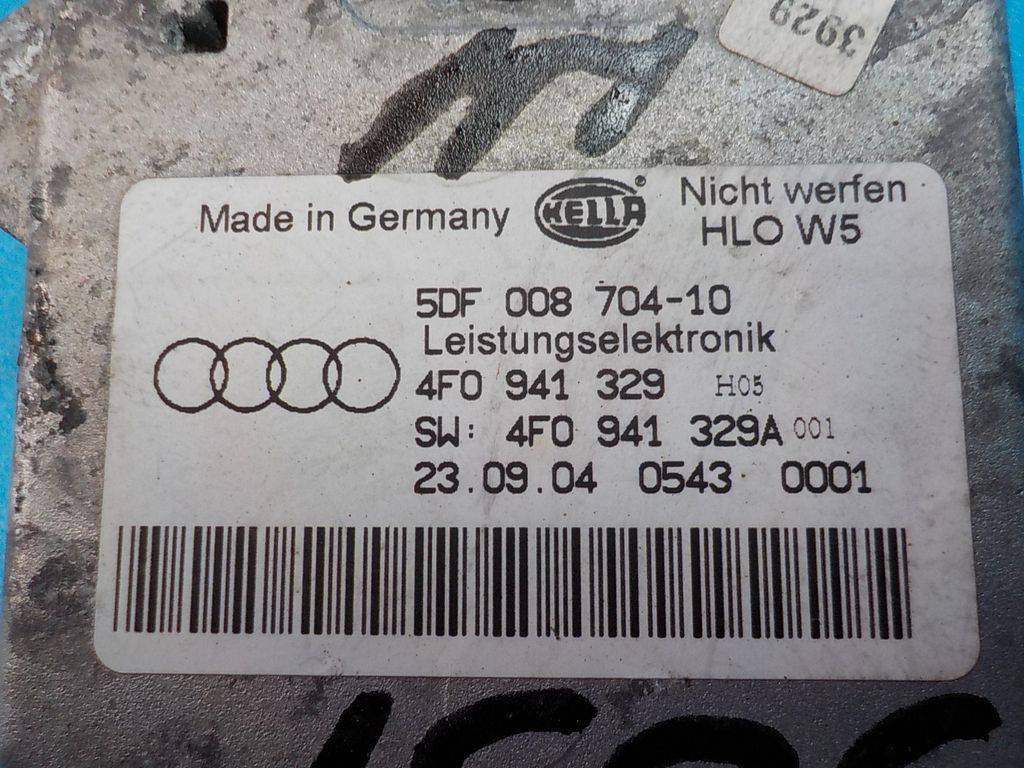 3929
Made in Germany HELLA® Nicht werfen
HLO W5
5DF 008 704-10
Leistungselektronik
4F0 941 329 H05
SW: 4F0 941 329A 001
23.09.04 0543 0001